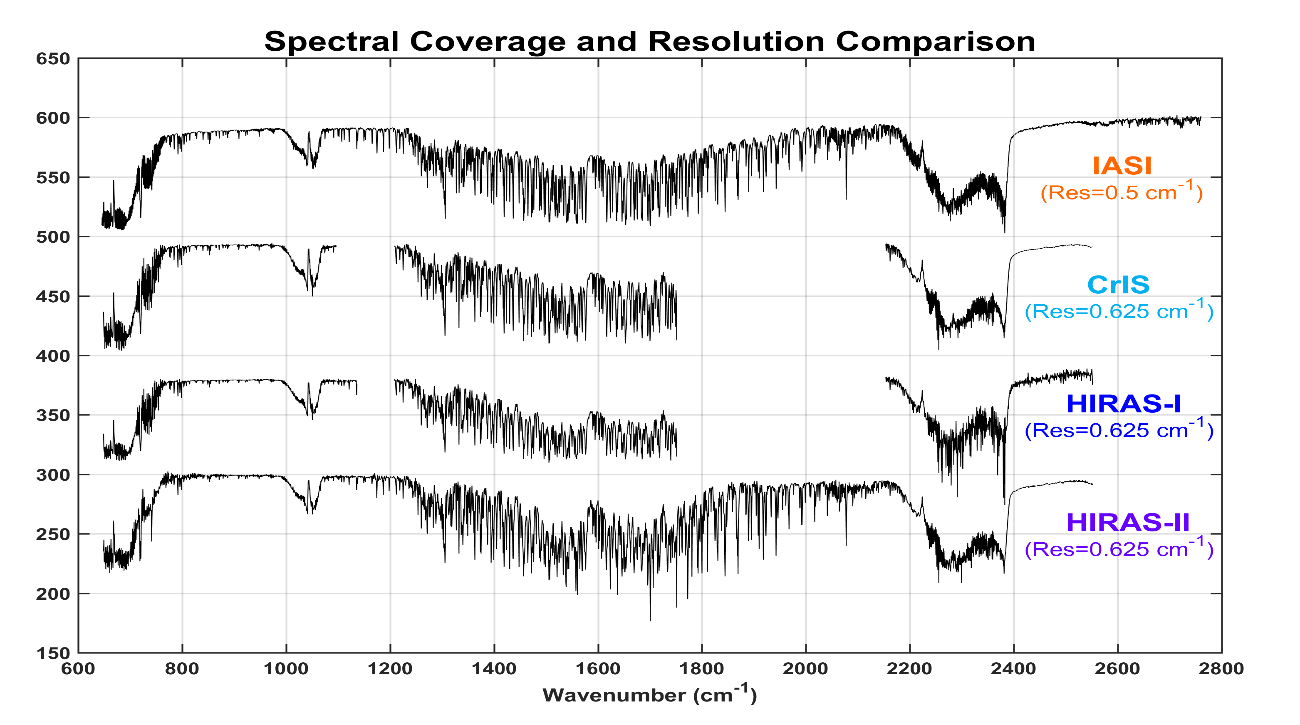 Spectral Coverage and Resolution Comparison
650
600
550
500
450
400
350
300
250
200
150
IASI
(Res=0.5 cm⁻¹)
CrIS
(Res=0.625 cm⁻¹)
HIRAS-I
(Res=0.625 cm⁻¹)
HIRAS-II
(Res=0.625 cm⁻¹)
600 800 1000 1200 1400 1600 1800 2000 2200 2400 2600 2800
Wavenumber (cm⁻¹)